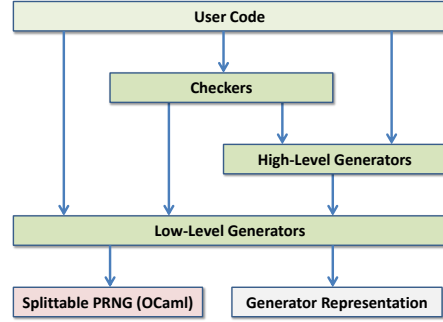 User Code
Checkers
High-Level Generators
Low-Level Generators
Splittable PRNG (OCaml)
Generator Representation